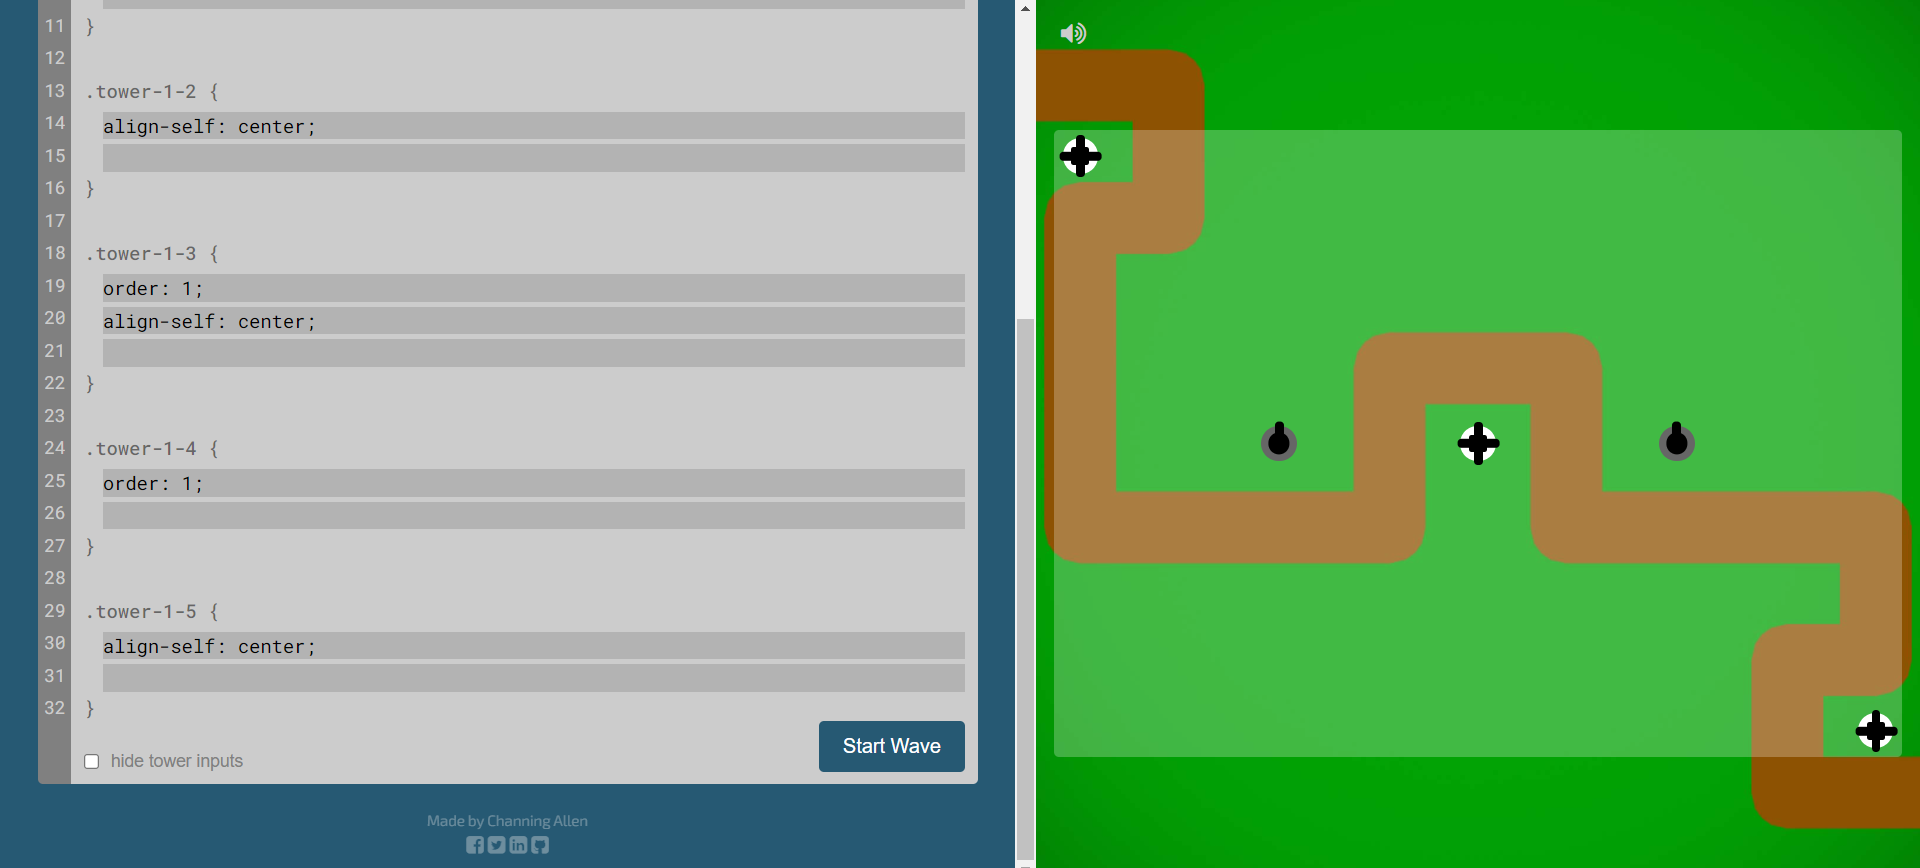 11 }
12
13 .tower-1-2 {
14 align-self: center;
15
16 }
17
18 .tower-1-3 {
19 order: 1;
20 align-self: center;
21
22 }
23
24 .tower-1-4 {
25 order: 1;
26
27 }
28
29 .tower-1-5 {
30 align-self: center;
31
32 }
hide tower inputs
Start Wave
Made by Channing Allen